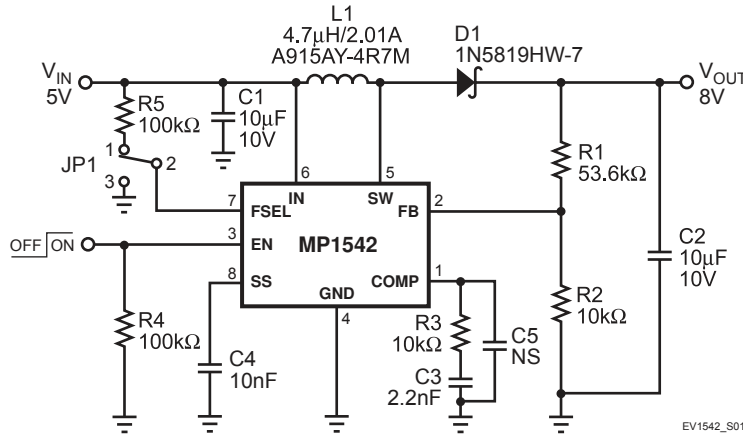 L1
4.7μH/2.01A
A915AY-4R7M
D1
1N5819HW-7
VIN
5V
VOUT
8V
R5
100kΩ
C1
10μF
10V
JP1
1
2
3
6
5
IN
SW
R1
53.6kΩ
7
FSEL
FB
2
OFF ON
3
EN
MP1542
8
SS
COMP
1
GND
4
C2
10μF
10V
R2
10kΩ
R4
100kΩ
C4
10nF
R3
10kΩ
C5
NS
C3
2.2nF
EV1542_S01